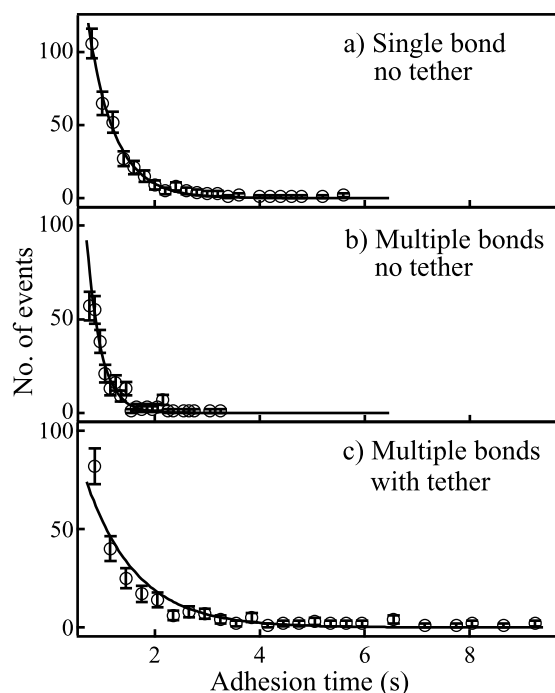 100
50
0
a) Single bond
no tether
100
50
0
b) Multiple bonds
no tether
100
50
0
c) Multiple bonds
with tether
No. of events
2
4
6
8
Adhesion time (s)